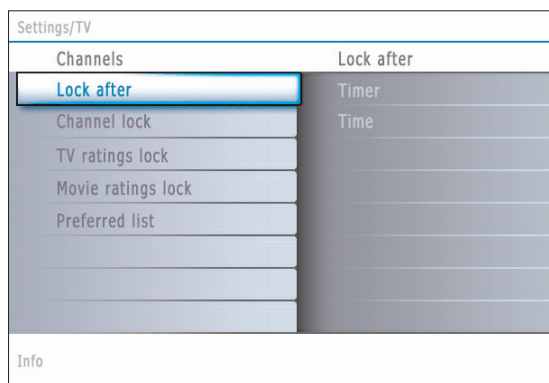 Settings/TV
Channels
Lock after
Lock after
Timer
Channel lock
Time
TV ratings lock
Movie ratings lock
Preferred list
Info